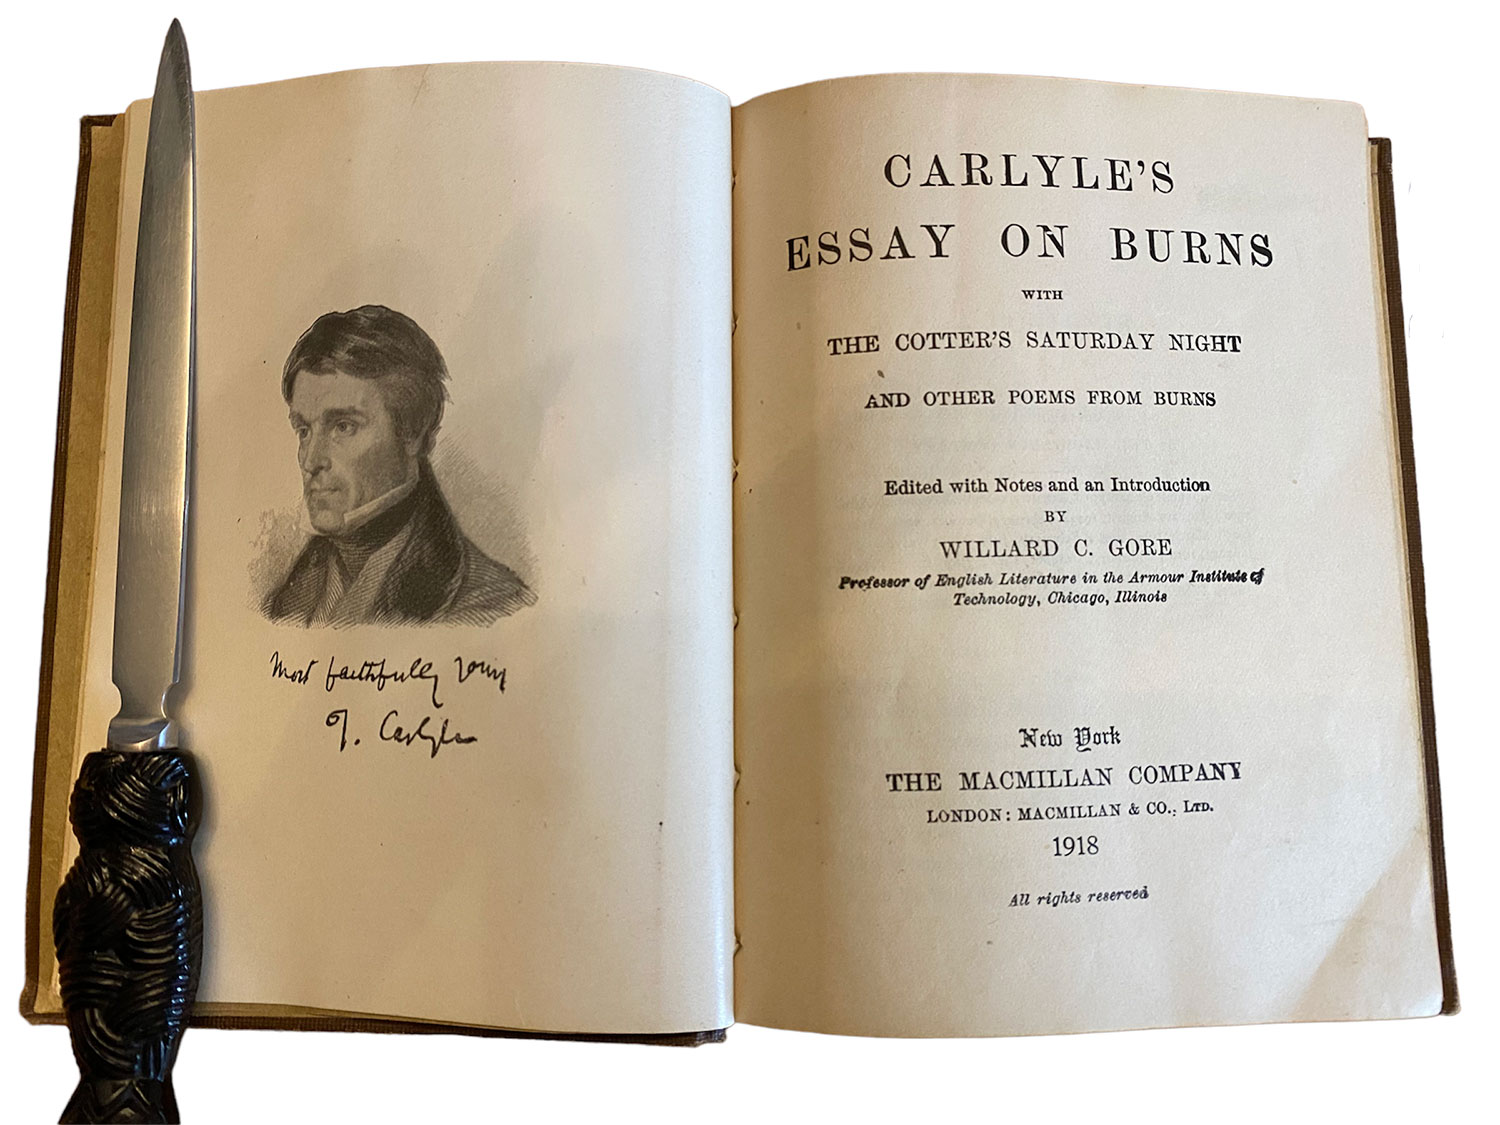 Most faithfully yours
T. Carlyle
CARLYLE'S
ESSAY ON BURNS
WITH
THE COTTER'S SATURDAY NIGHT
AND OTHER POEMS FROM BURNS
Edited with Notes and an Introduction
BY
WILLARD C. GORE
Professor of English Literature in the Armour Institute of
Technology, Chicago, Illinois
New York
THE MACMILLAN COMPANY
LONDON: MACMILLAN & CO., LTD.
1918
All rights reserved